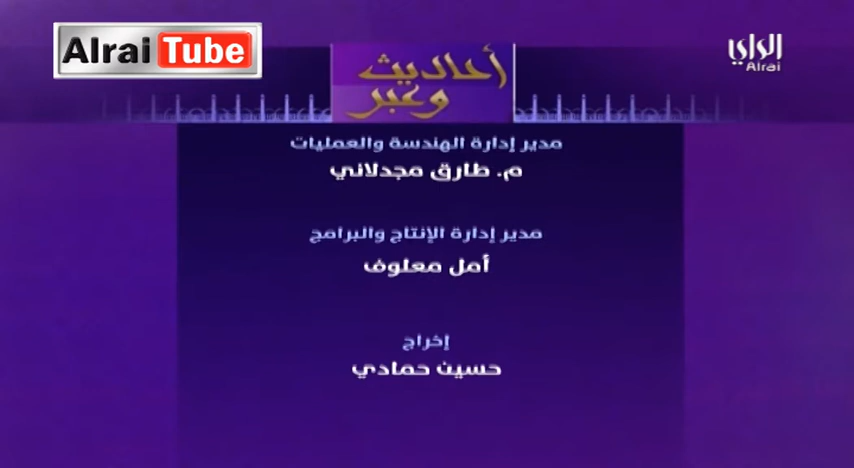 Alrai Tube
الراي
Alrai
أحاديث
وعبر
مدير إدارة الهندسة والعمليات
م. طارق مجدلاني
مدير إدارة الإنتاج والبرامج
أمل معلوف
إخراج
حسين حمادي